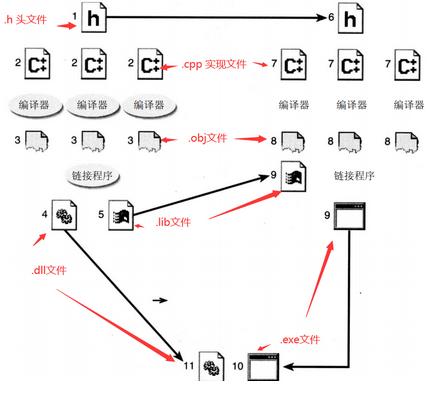 .h 头文件
1
h
6
h
2
C+
2
C+
2
C+
.cpp 实现文件
7
C+
7
C+
7
C+
编译器
编译器
编译器
编译器
编译器
编译器
3
3
3
.obj文件
8
8
8
链接程序
9
链接程序
4
5
.lib文件
9
.dll文件
.exe文件
11
10